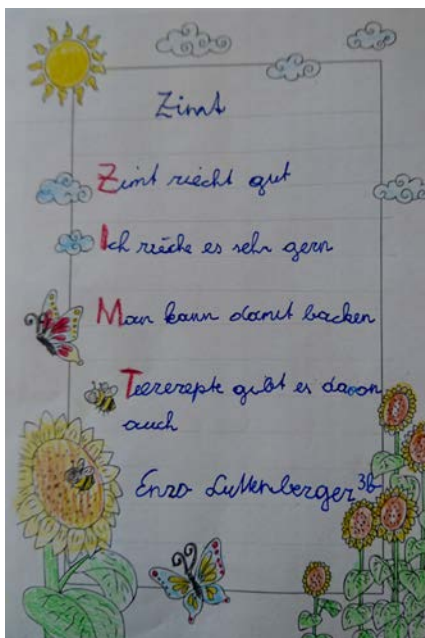 Zimt
Zimt riecht gut
Ich rieche es sehr gern
Man kann damit backen
Teerezepte gibt es davon
auch
Enzo Luttenberger 3b